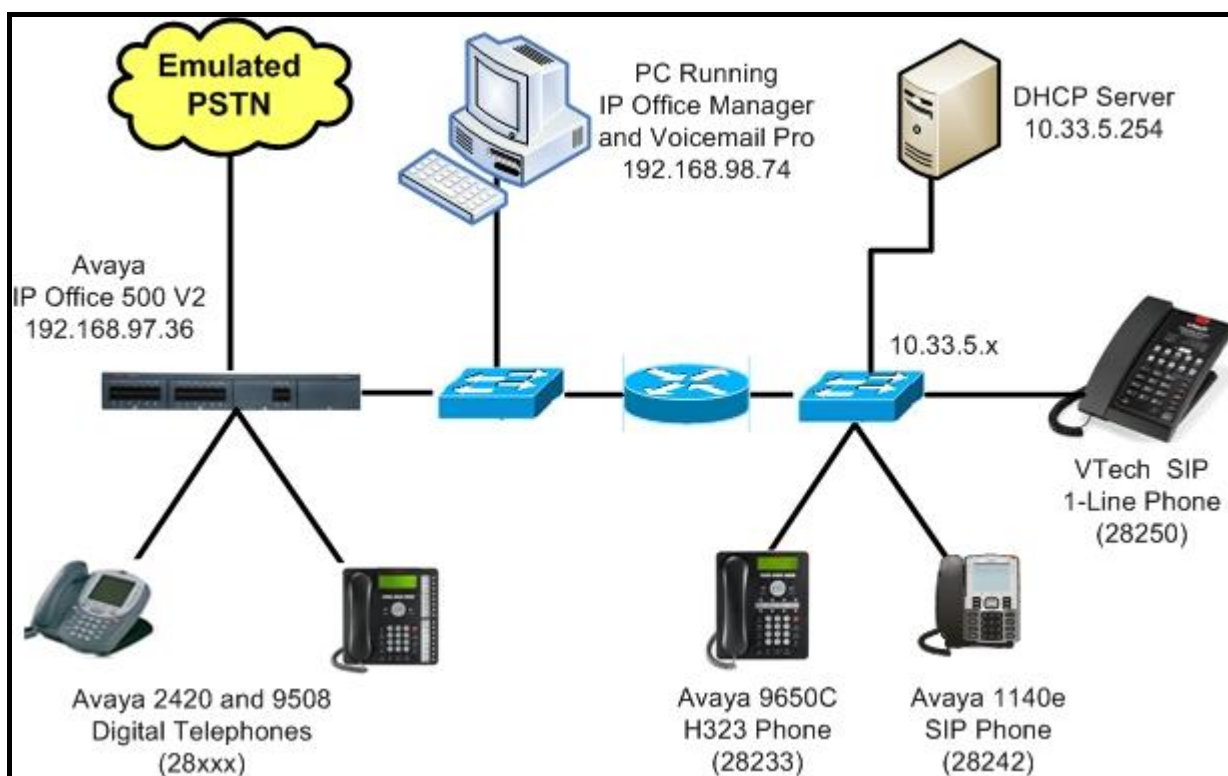 Emulated
PSTN
PC Running
IP Office Manager
and Voicemail Pro
192.168.98.74
DHCP Server
10.33.5.254
Avaya
IP Office 500 V2
192.168.97.36
10.33.5.x
VTech SIP
1-Line Phone
(28250)
Avaya 2420 and 9508
Digital Telephones
(28xxx)
Avaya 9650C
H323 Phone
(28233)
Avaya 1140e
SIP Phone
(28242)